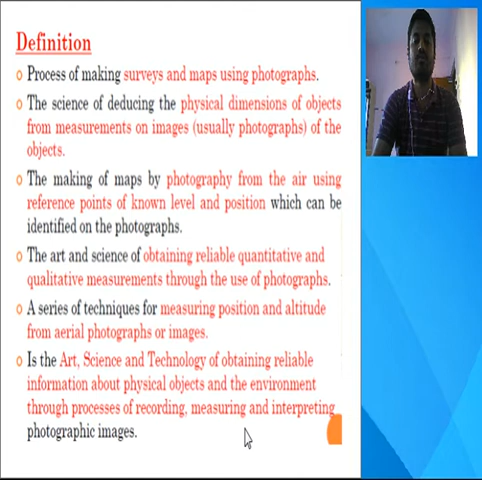 Definition
Process of making surveys and maps using photographs.
The science of deducing the physical dimensions of objects
from measurements on images (usually photographs) of the
objects.
The making of maps by photography from the air using
reference points of known level and position which can be
identified on the photographs.
The art and science of obtaining reliable quantitative and
qualitative measurements through the use of photographs.
A series of techniques for measuring position and altitude
from aerial photographs or images.
Is the Art, Science and Technology of obtaining reliable
information about physical objects and the environment
through processes of recording, measuring and interpreting
photographic images.